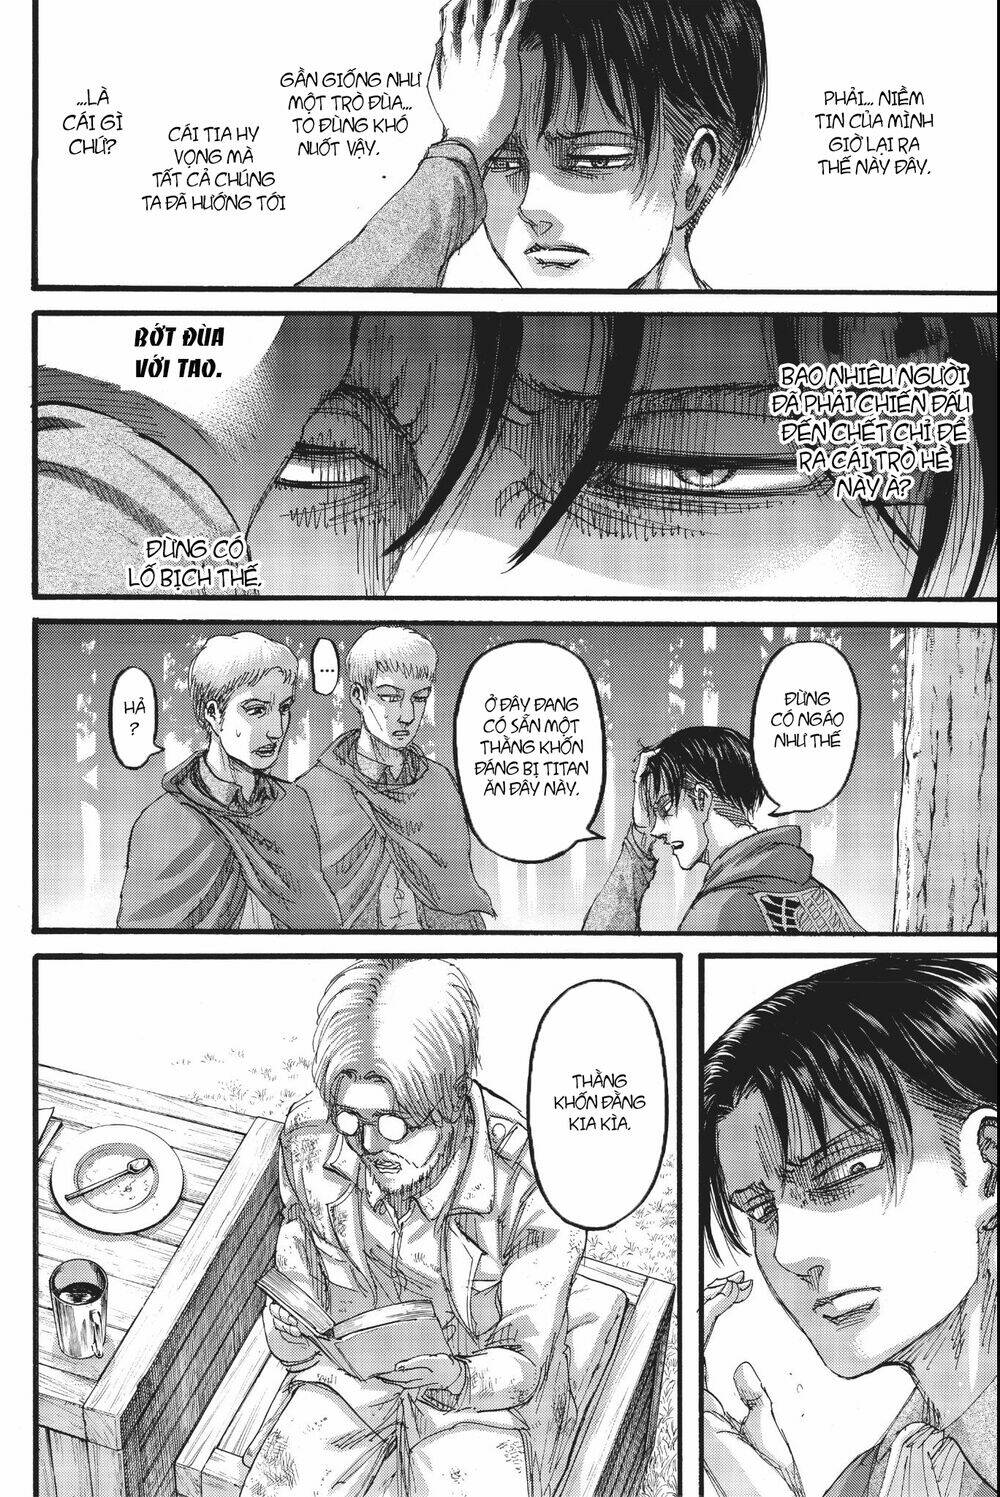 PHẢI... NIỀM
TIN CỦA MÌNH
GIỜ LẠI RA
THẾ NÀY ĐÂY.
GẦN GIỐNG NHƯ
MỘT TRÒ ĐÙA...
TO ĐÙNG KHÓ
NUỐT VẬY.
CÁI TIA HY
VỌNG MÀ
TẤT CẢ CHÚNG
TA ĐÃ HƯỚNG TỚI
...LÀ
CÁI GÌ
CHỨ?
BAO NHIÊU NGƯỜI
ĐÃ PHẢI CHIẾN ĐẤU
ĐẾN CHẾT CHỈ ĐỂ
RA CÁI TRÒ HỀ
NÀY À?
BỚT ĐÙA
VỚI TAO.
ĐỪNG CÓ
LỐ BỊCH THẾ.
ĐỪNG
CÓ NGÁO
NHƯ THẾ
Ở ĐÂY ĐANG
CÓ SẴN MỘT
THẰNG KHỐN
ĐÁNG BỊ TITAN
ĂN ĐÂY NÀY.
...
HẢ
?
THẰNG
KHỐN ĐẰNG
KIA KÌA.